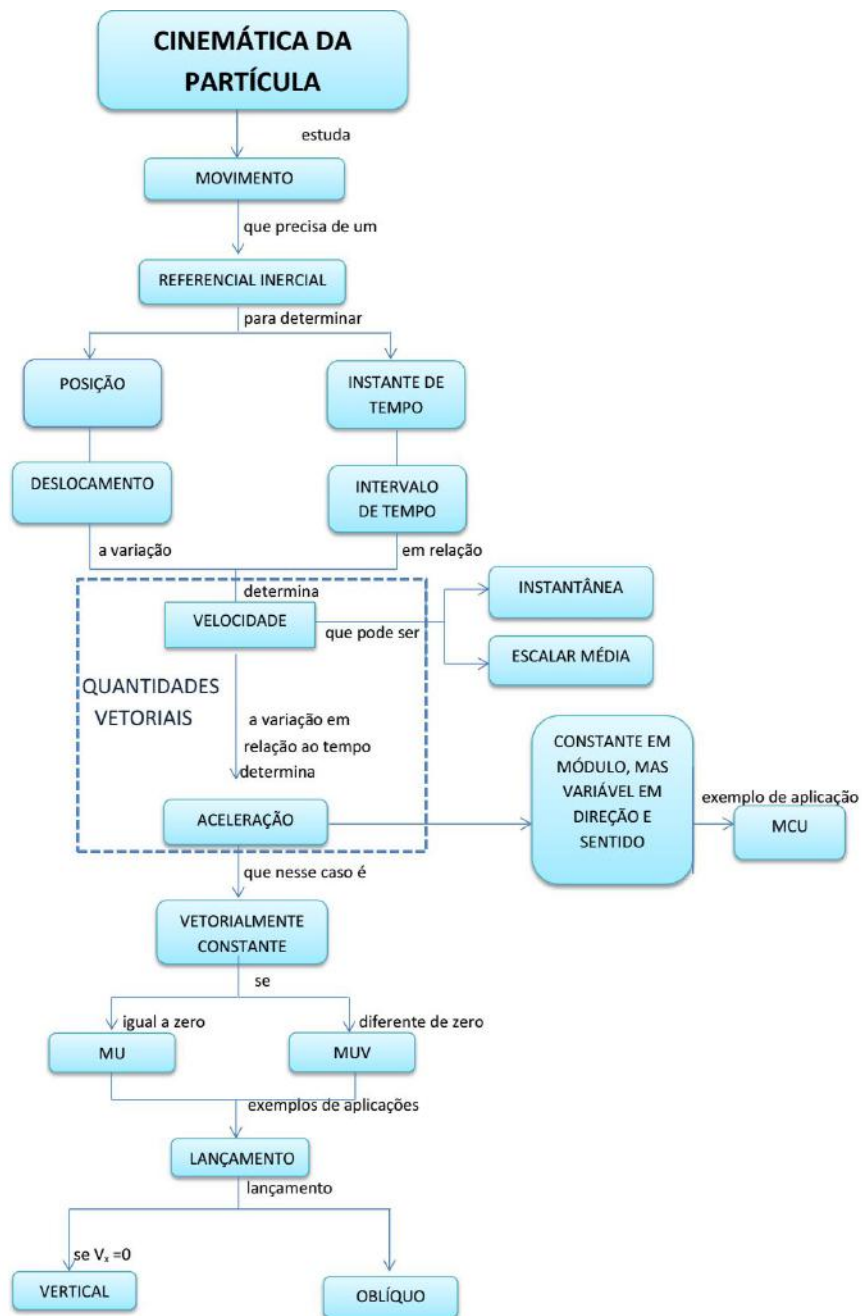 CINEMÁTICA DA
PARTÍCULA
estuda
MOVIMENTO
que precisa de um
REFERENCIAL INERCIAL
para determinar
POSIÇÃO
INSTANTE DE
TEMPO
DESLOCAMENTO
INTERVALO
DE TEMPO
a variação
em relação
determina
VELOCIDADE
que pode ser
INSTANTÂNEA
ESCALAR MÉDIA
QUANTIDADES
VETORIAIS
a variação em
relação ao tempo
determina
ACELERAÇÃO
CONSTANTE EM
MÓDULO, MAS
VARIÁVEL EM
DIREÇÃO E
SENTIDO
exemplo de aplicação
MCU
que nesse caso é
VETORIALMENTE
CONSTANTE
se
igual a zero
diferente de zero
MU
MUV
exemplos de aplicações
LANÇAMENTO
lançamento
se Vₓ =0
VERTICAL
OBLÍQUO